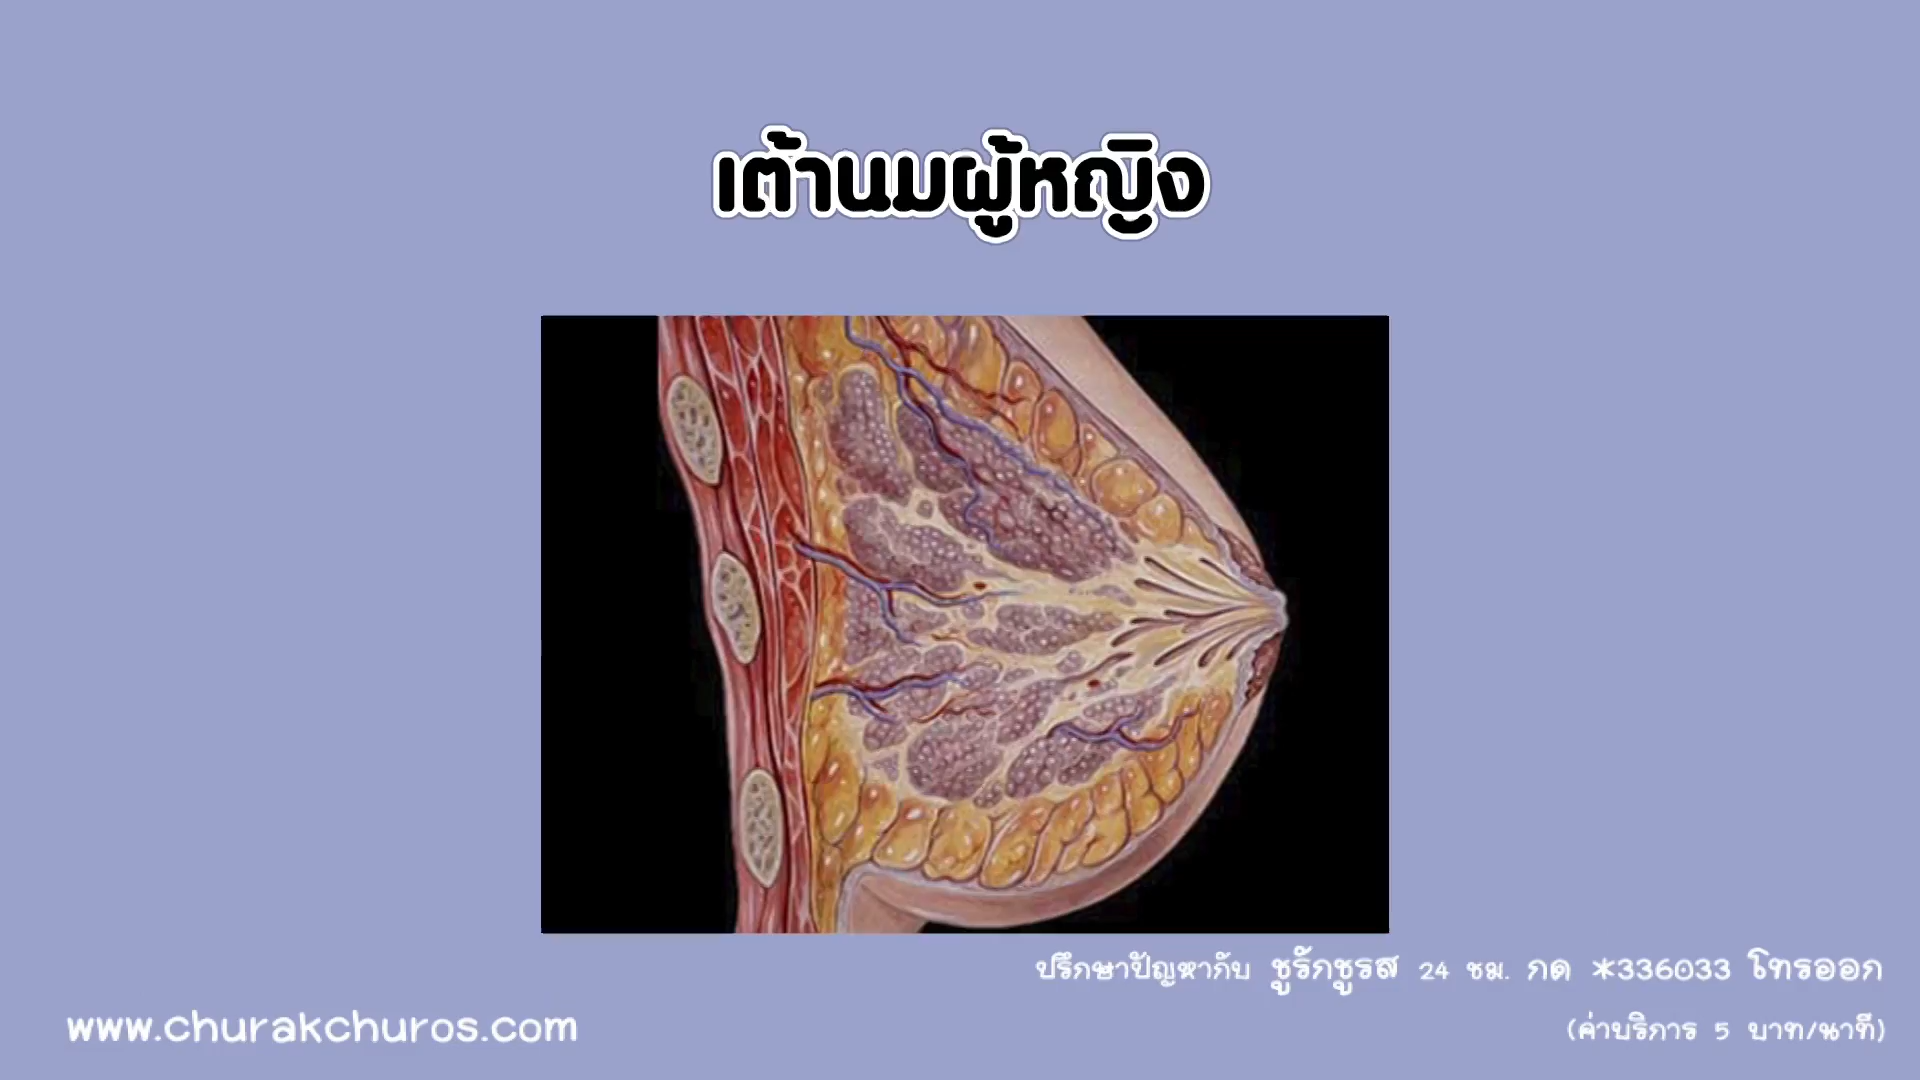 เต้านมผู้หญิง
ปรึกษาปัญหากับ ชูรักชูรส 24 ชม. กด *336033 โทรออก
www.churakchuros.com
(ค่าบริการ 5 บาท/นาที)